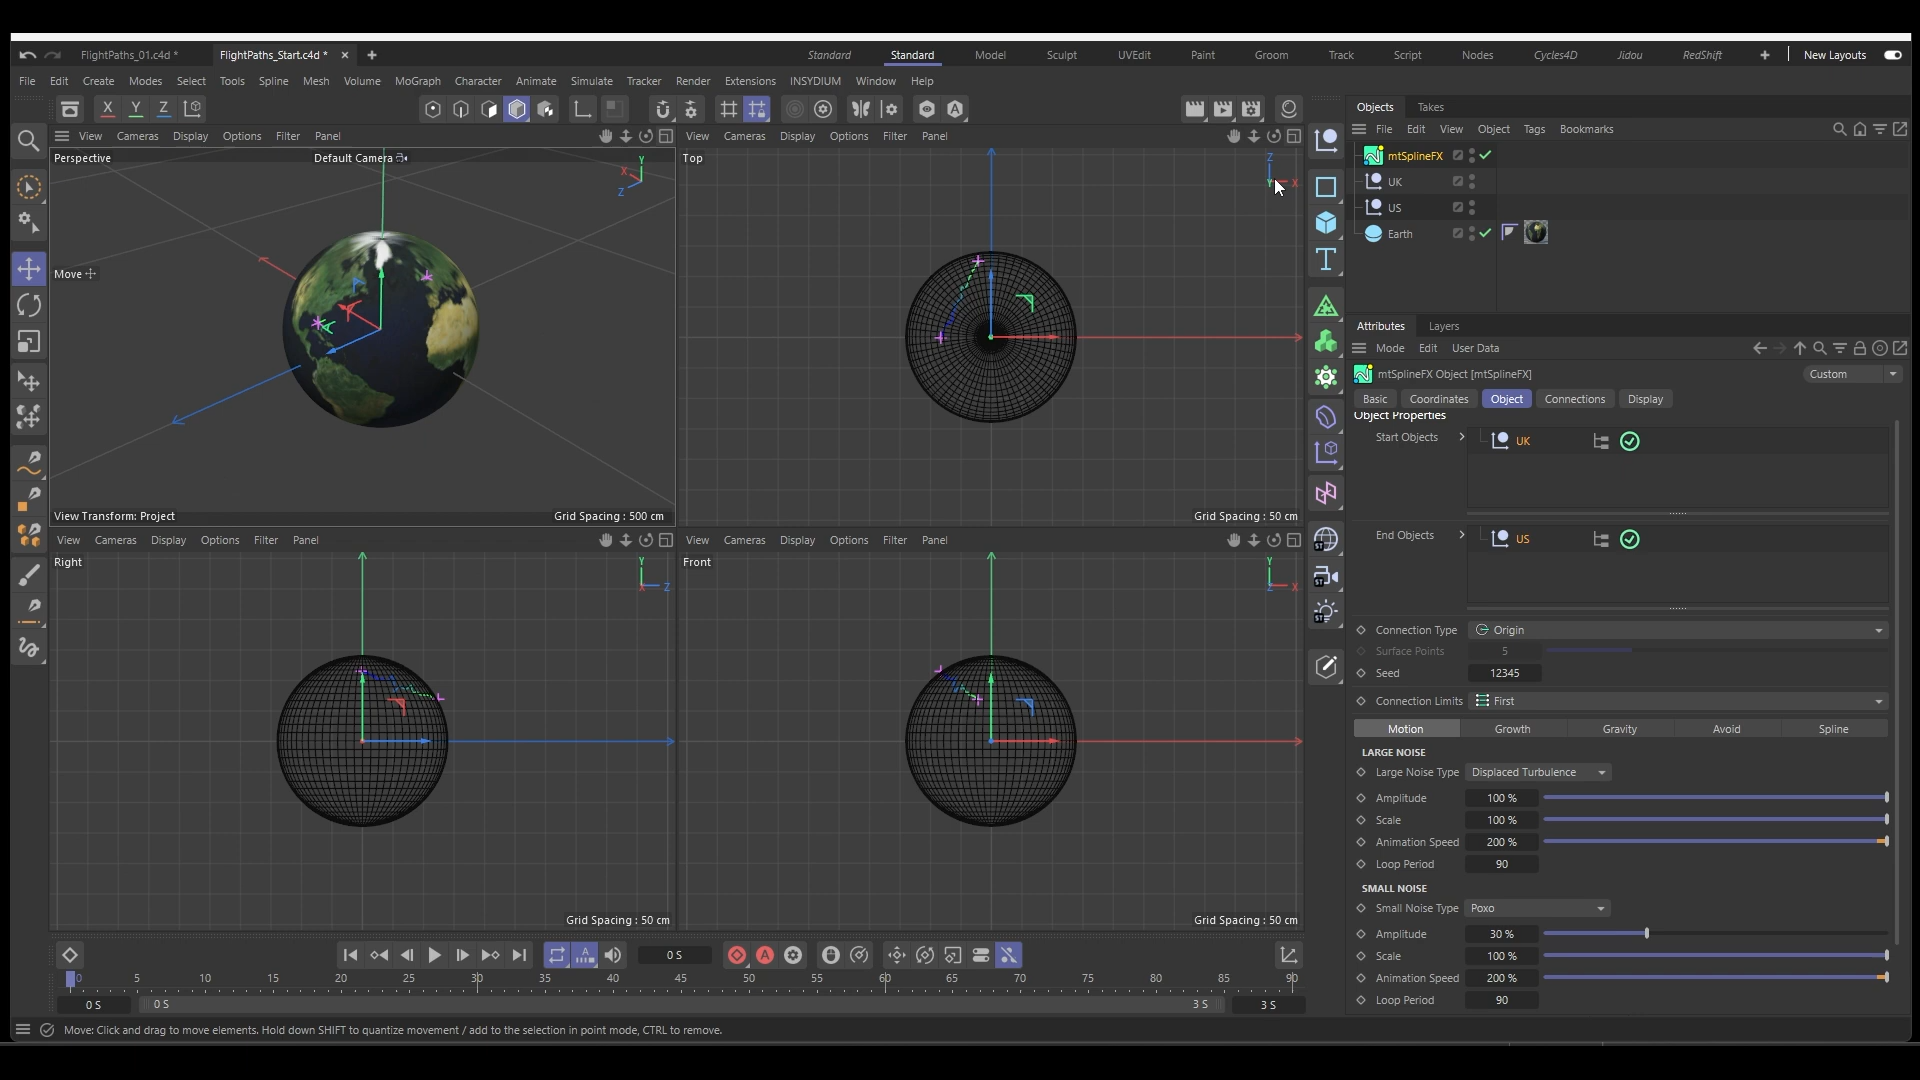 FlightPaths_01.c4d * FlightPaths_Start.c4d * Standard Standard Model Sculpt UVEdit Paint Groom Track Script Nodes Cycles4D Jidou RedShift New Layouts
File Edit Create Modes Select Tools Spline Mesh Volume MoGraph Character Animate Simulate Tracker Render Extensions INSYDIUM Window Help
X Y Z
Objects Takes
File Edit View Object Tags Bookmarks
View Cameras Display Options Filter Panel
Perspective Default Camera
Move
View Transform: Project Grid Spacing : 500 cm
View Cameras Display Options Filter Panel
Top
Grid Spacing : 50 cm
View Cameras Display Options Filter Panel
Right
Grid Spacing : 50 cm
View Cameras Display Options Filter Panel
Front
Grid Spacing : 50 cm
mtSplineFX
UK
US
Earth
Attributes Layers
Mode Edit User Data
mtSplineFX Object [mtSplineFX] Custom
Basic Coordinates Object Connections Display
Object Properties
Start Objects UK
End Objects US
Connection Type Origin
Surface Points 5
Seed 12345
Connection Limits First
Motion Growth Gravity Avoid Spline
LARGE NOISE
Large Noise Type Displaced Turbulence
Amplitude 100 %
Scale 100 %
Animation Speed 200 %
Loop Period 90
SMALL NOISE
Small Noise Type Poxo
Amplitude 30 %
Scale 100 %
Animation Speed 200 %
Loop Period 90
0 S
0 5 10 15 20 25 30 35 40 45 50 55 60 65 70 75 80 85 90
0 S 0 S 3 S 3 S
Move: Click and drag to move elements. Hold down SHIFT to quantize movement / add to the selection in point mode, CTRL to remove.